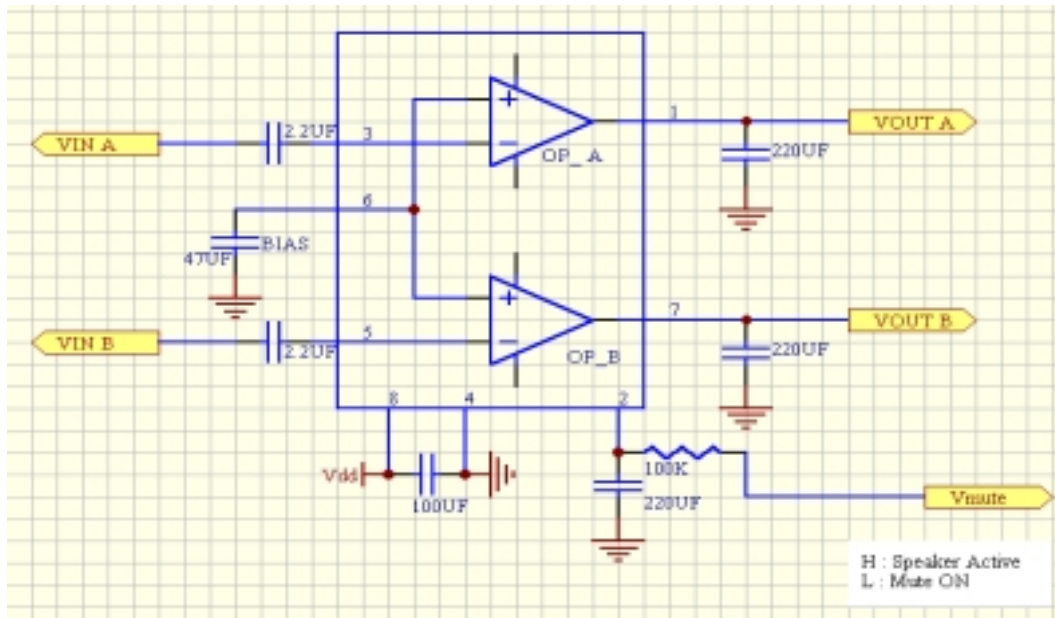 2.2UF
3
1
VOUT A
VIN A
OP_ A
220UF
6
BIAS
47UF
VIN B
5
2.2UF
7
VOUT B
OP_B
220UF
8
4
2
Vdd
100UF
100K
220UF
Vmute
H : Speaker Active
L : Mute ON